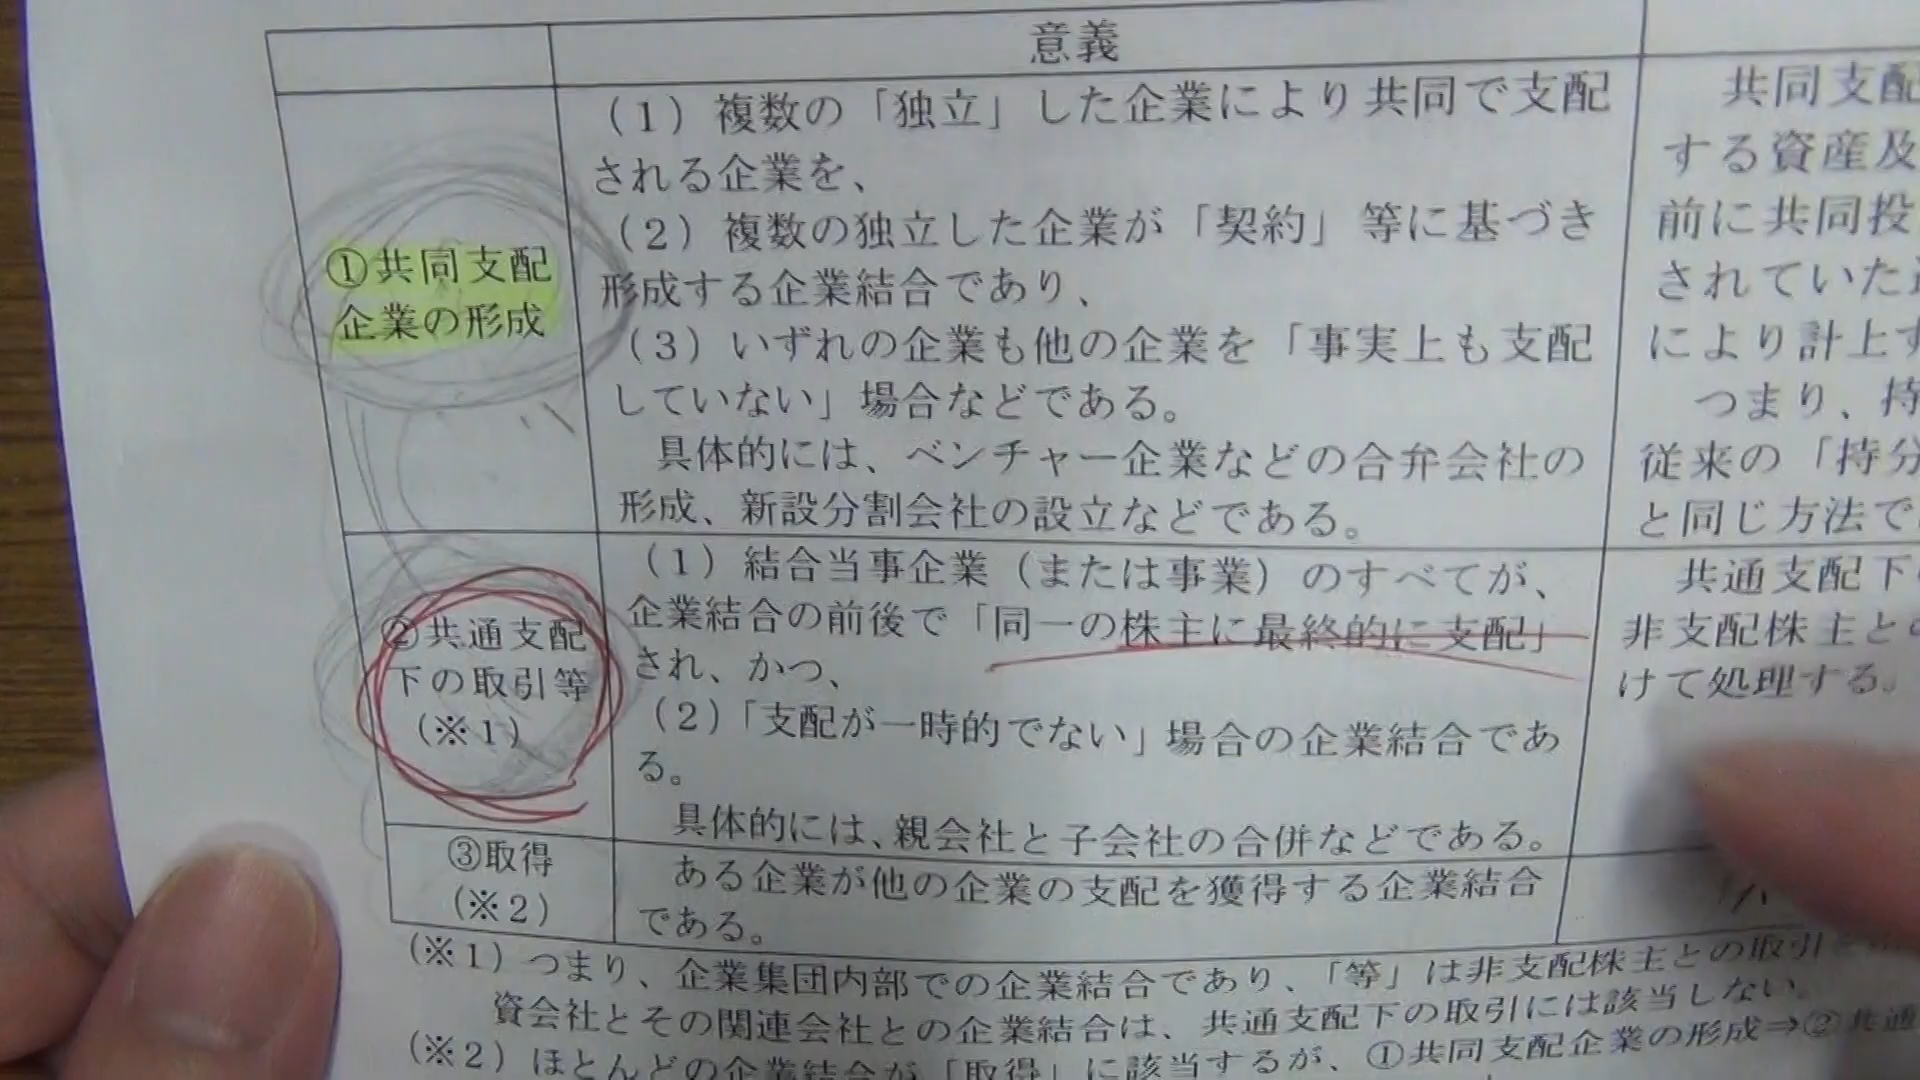 意義
①共同支配
企業の形成
（1）複数の「独立」した企業により共同で支配
される企業を、
（2）複数の独立した企業が「契約」等に基づき
形成する企業結合であり、
（3）いずれの企業も他の企業を「事実上も支配
していない」場合などである。
具体的には、ベンチャー企業などの合弁会社の
形成、新設分割会社の設立などである。
共同支配
する資産及
前に共同投
されていた
により計上す
つまり、持
従来の「持分
と同じ方法で
②共通支配
下の取引等
（※1）
（1）結合当事企業（または事業）のすべてが、
企業結合の前後で「同一の株主に最終的に支配」
され、かつ、
（2）「支配が一時的でない」場合の企業結合であ
る。
具体的には、親会社と子会社の合併などである。
共通支配下
非支配株主と
けて処理する。
③取得
（※2）
ある企業が他の企業の支配を獲得する企業結合
である。
（※1）つまり、企業集団内部での企業結合であり、「等」は非支配株主との取引
資会社とその関連会社との企業結合は、共通支配下の取引には該当しない。
（※2）ほとんどの企業結合が「取得」に該当するが、①共同支配企業の形成⇒②共通